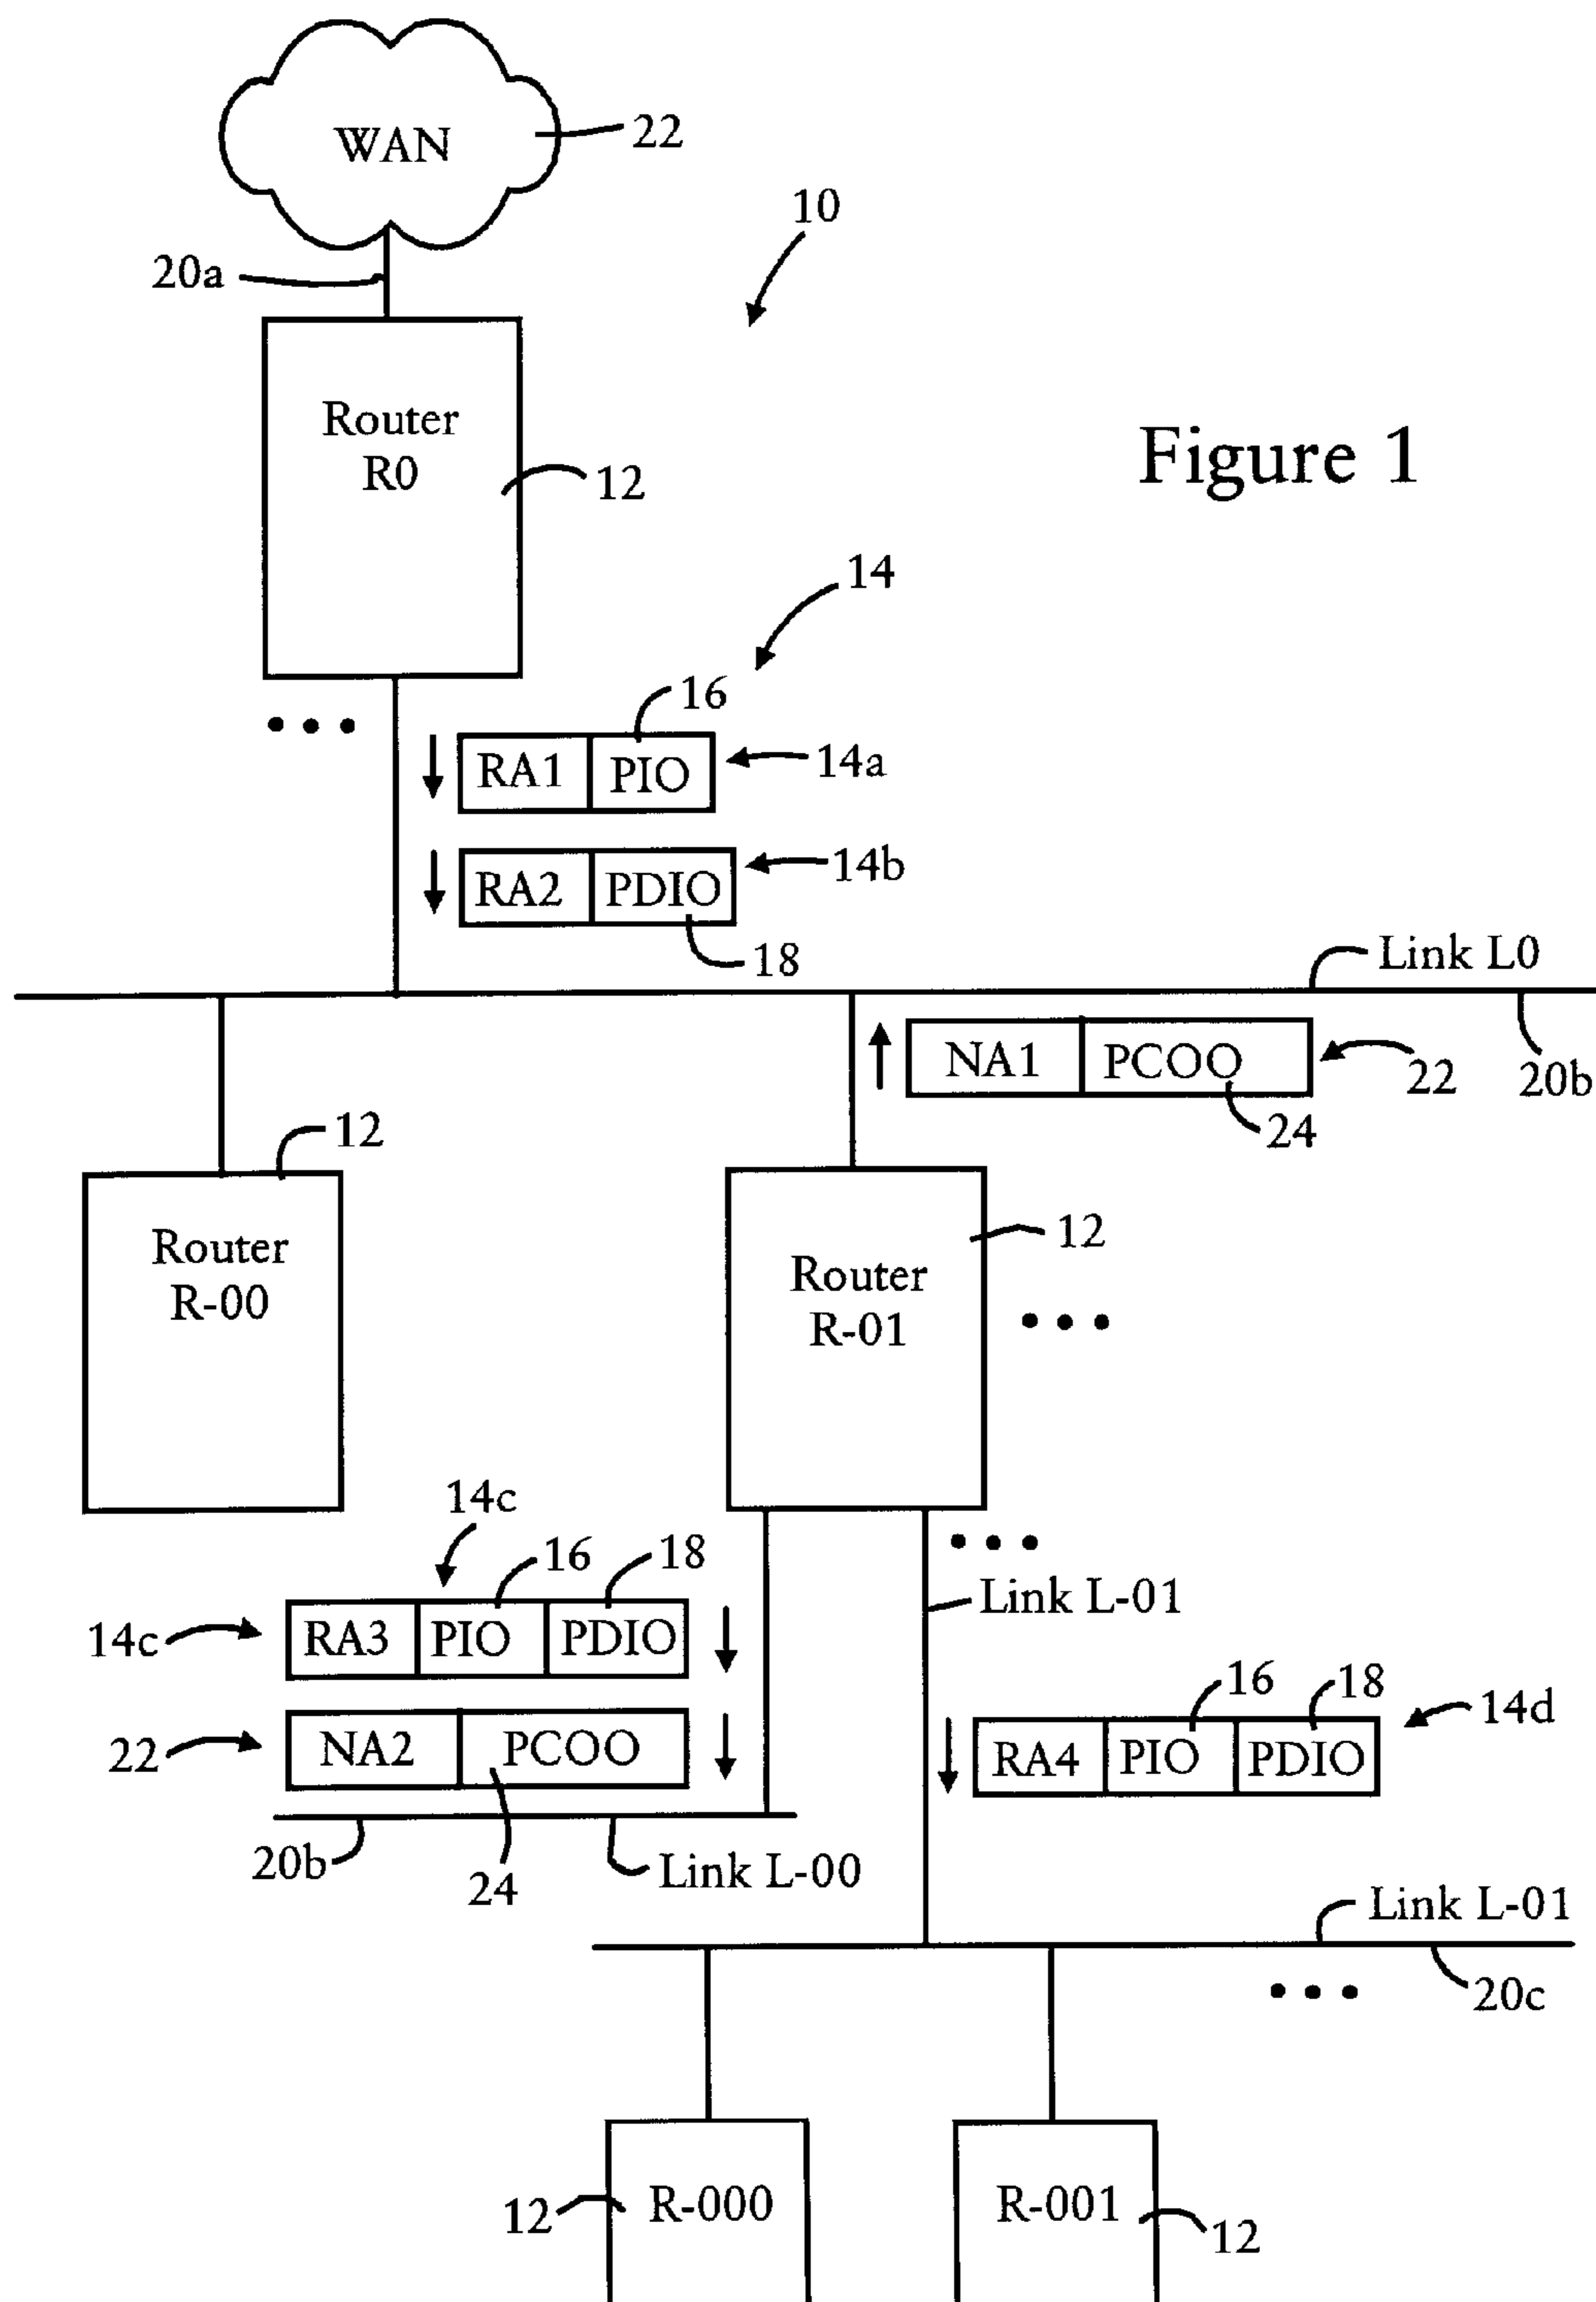 WAN
22
10
20a
Router
R0
12
Figure 1
14
16
RA1 PIO
14a
RA2 PDIO
14b
18
Link L0
NA1 PCOO
22
20b
24
12
Router
R-00
12
Router
R-01
14c
16
18
Link L-01
14c
RA3 PIO PDIO
16
18
14d
22
NA2 PCOO
RA4 PIO PDIO
20b
24
Link L-00
Link L-01
20c
12
R-000
R-001
12